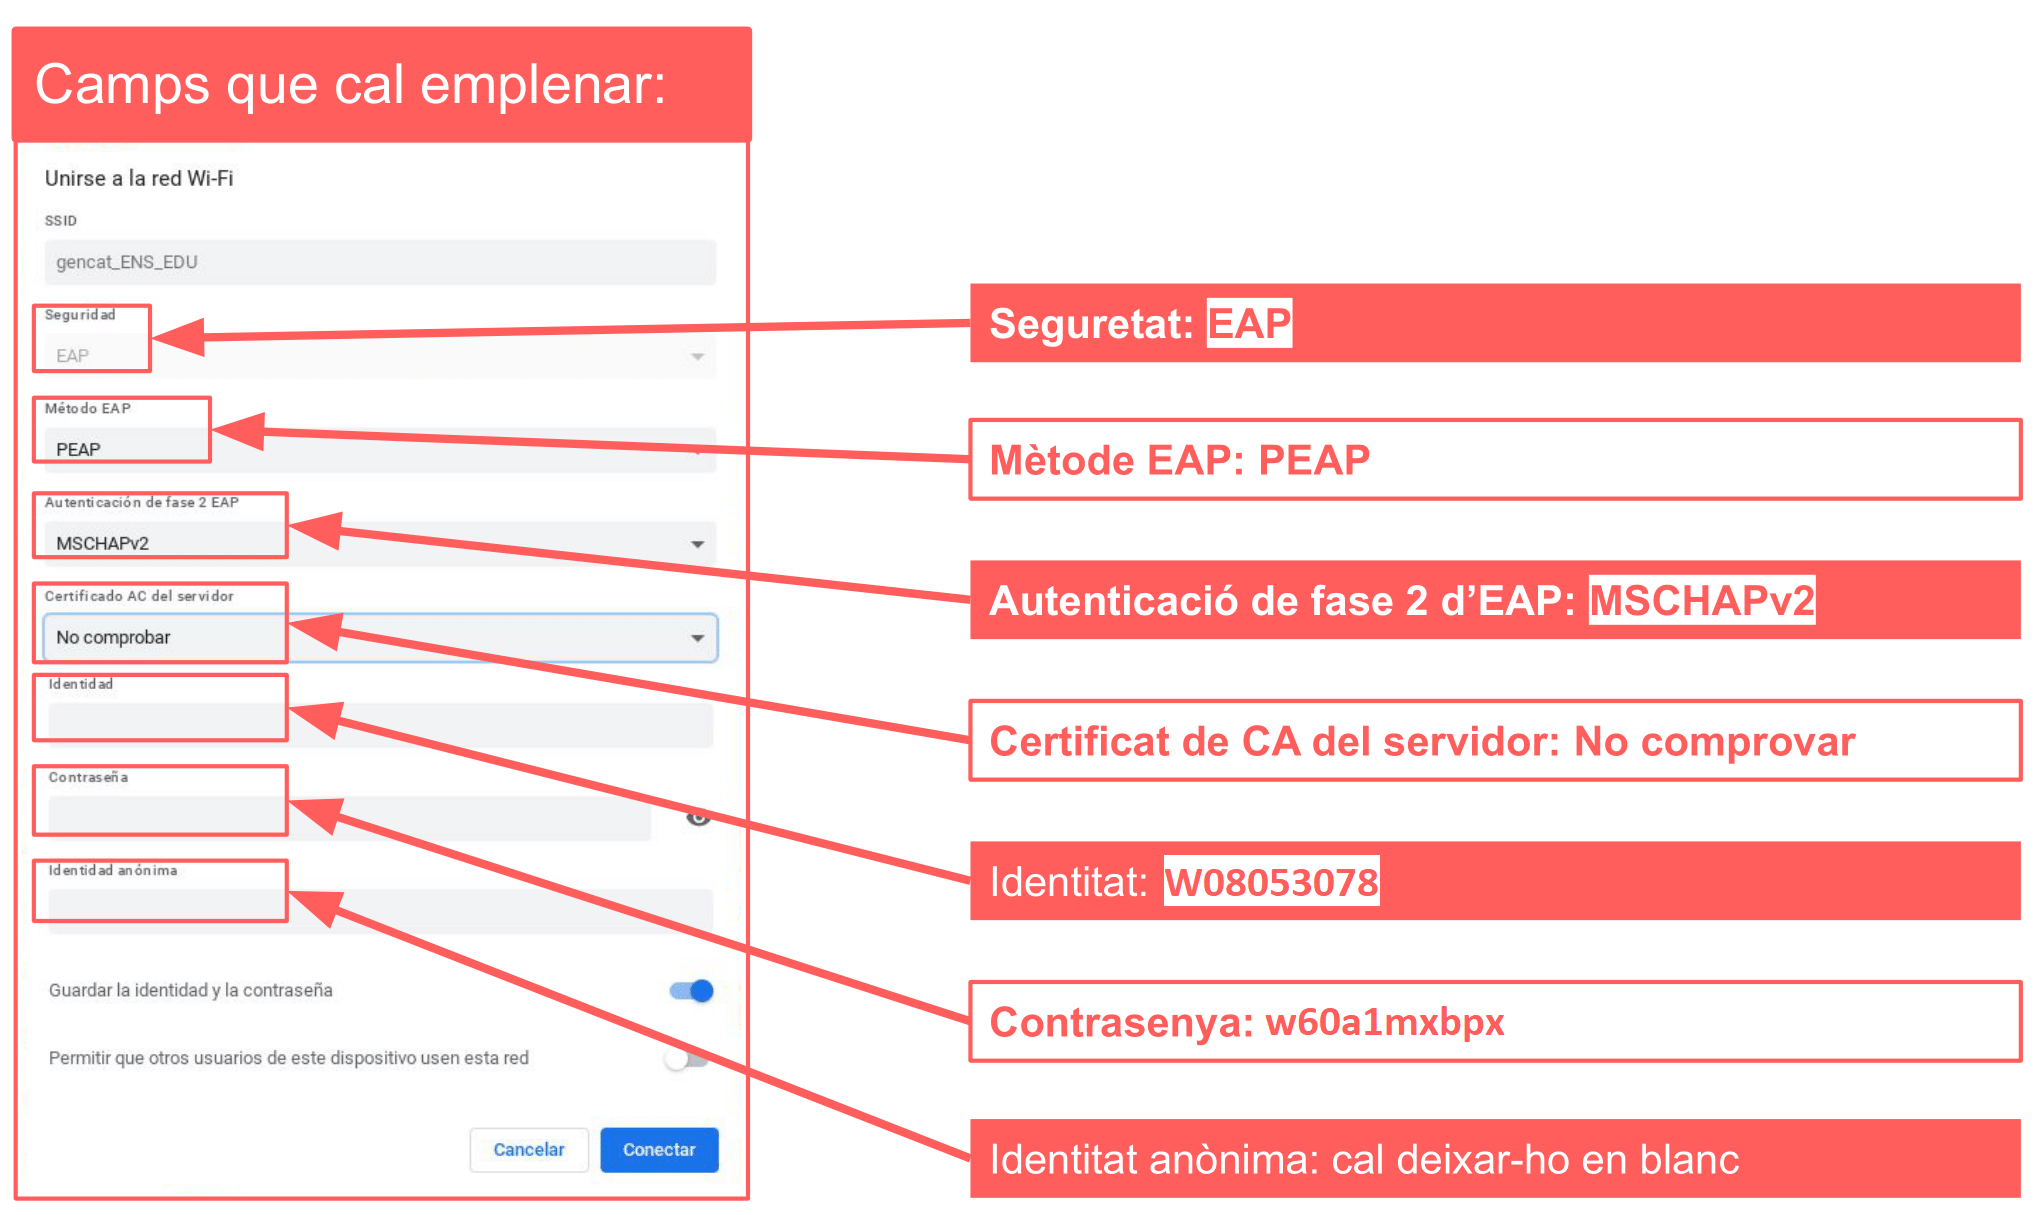 Camps que cal emplenar:
Unirse a la red Wi-Fi
SSID
gencat_ENS_EDU
Seguridad
EAP
Método EAP
PEAP
Autenticación de fase 2 EAP
MSCHAPv2
Certificado AC del servidor
No comprobar
Identidad
Contraseña
Identidad anónima
Guardar la identidad y la contraseña
Permitir que otros usuarios de este dispositivo usen esta red
Cancelar
Conectar
Seguretat: EAP
Mètode EAP: PEAP
Autenticació de fase 2 d’EAP: MSCHAPv2
Certificat de CA del servidor: No comprovar
Identitat: W08053078
Contrasenya: w60a1mxbpx
Identitat anònima: cal deixar-ho en blanc